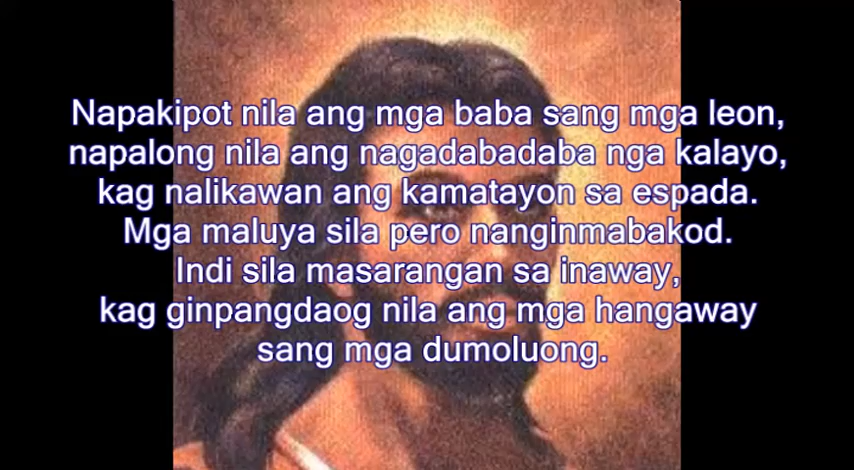 Napakipot nila ang mga baba sang mga leon,
napalong nila ang nagadabadaba nga kalayo,
kag nalikawan ang kamatayon sa espada.
Mga maluya sila pero nanginmabakod.
Indi sila masarangan sa inaway,
kag ginpangdaog nila ang mga hangaway
sang mga dumoluong.